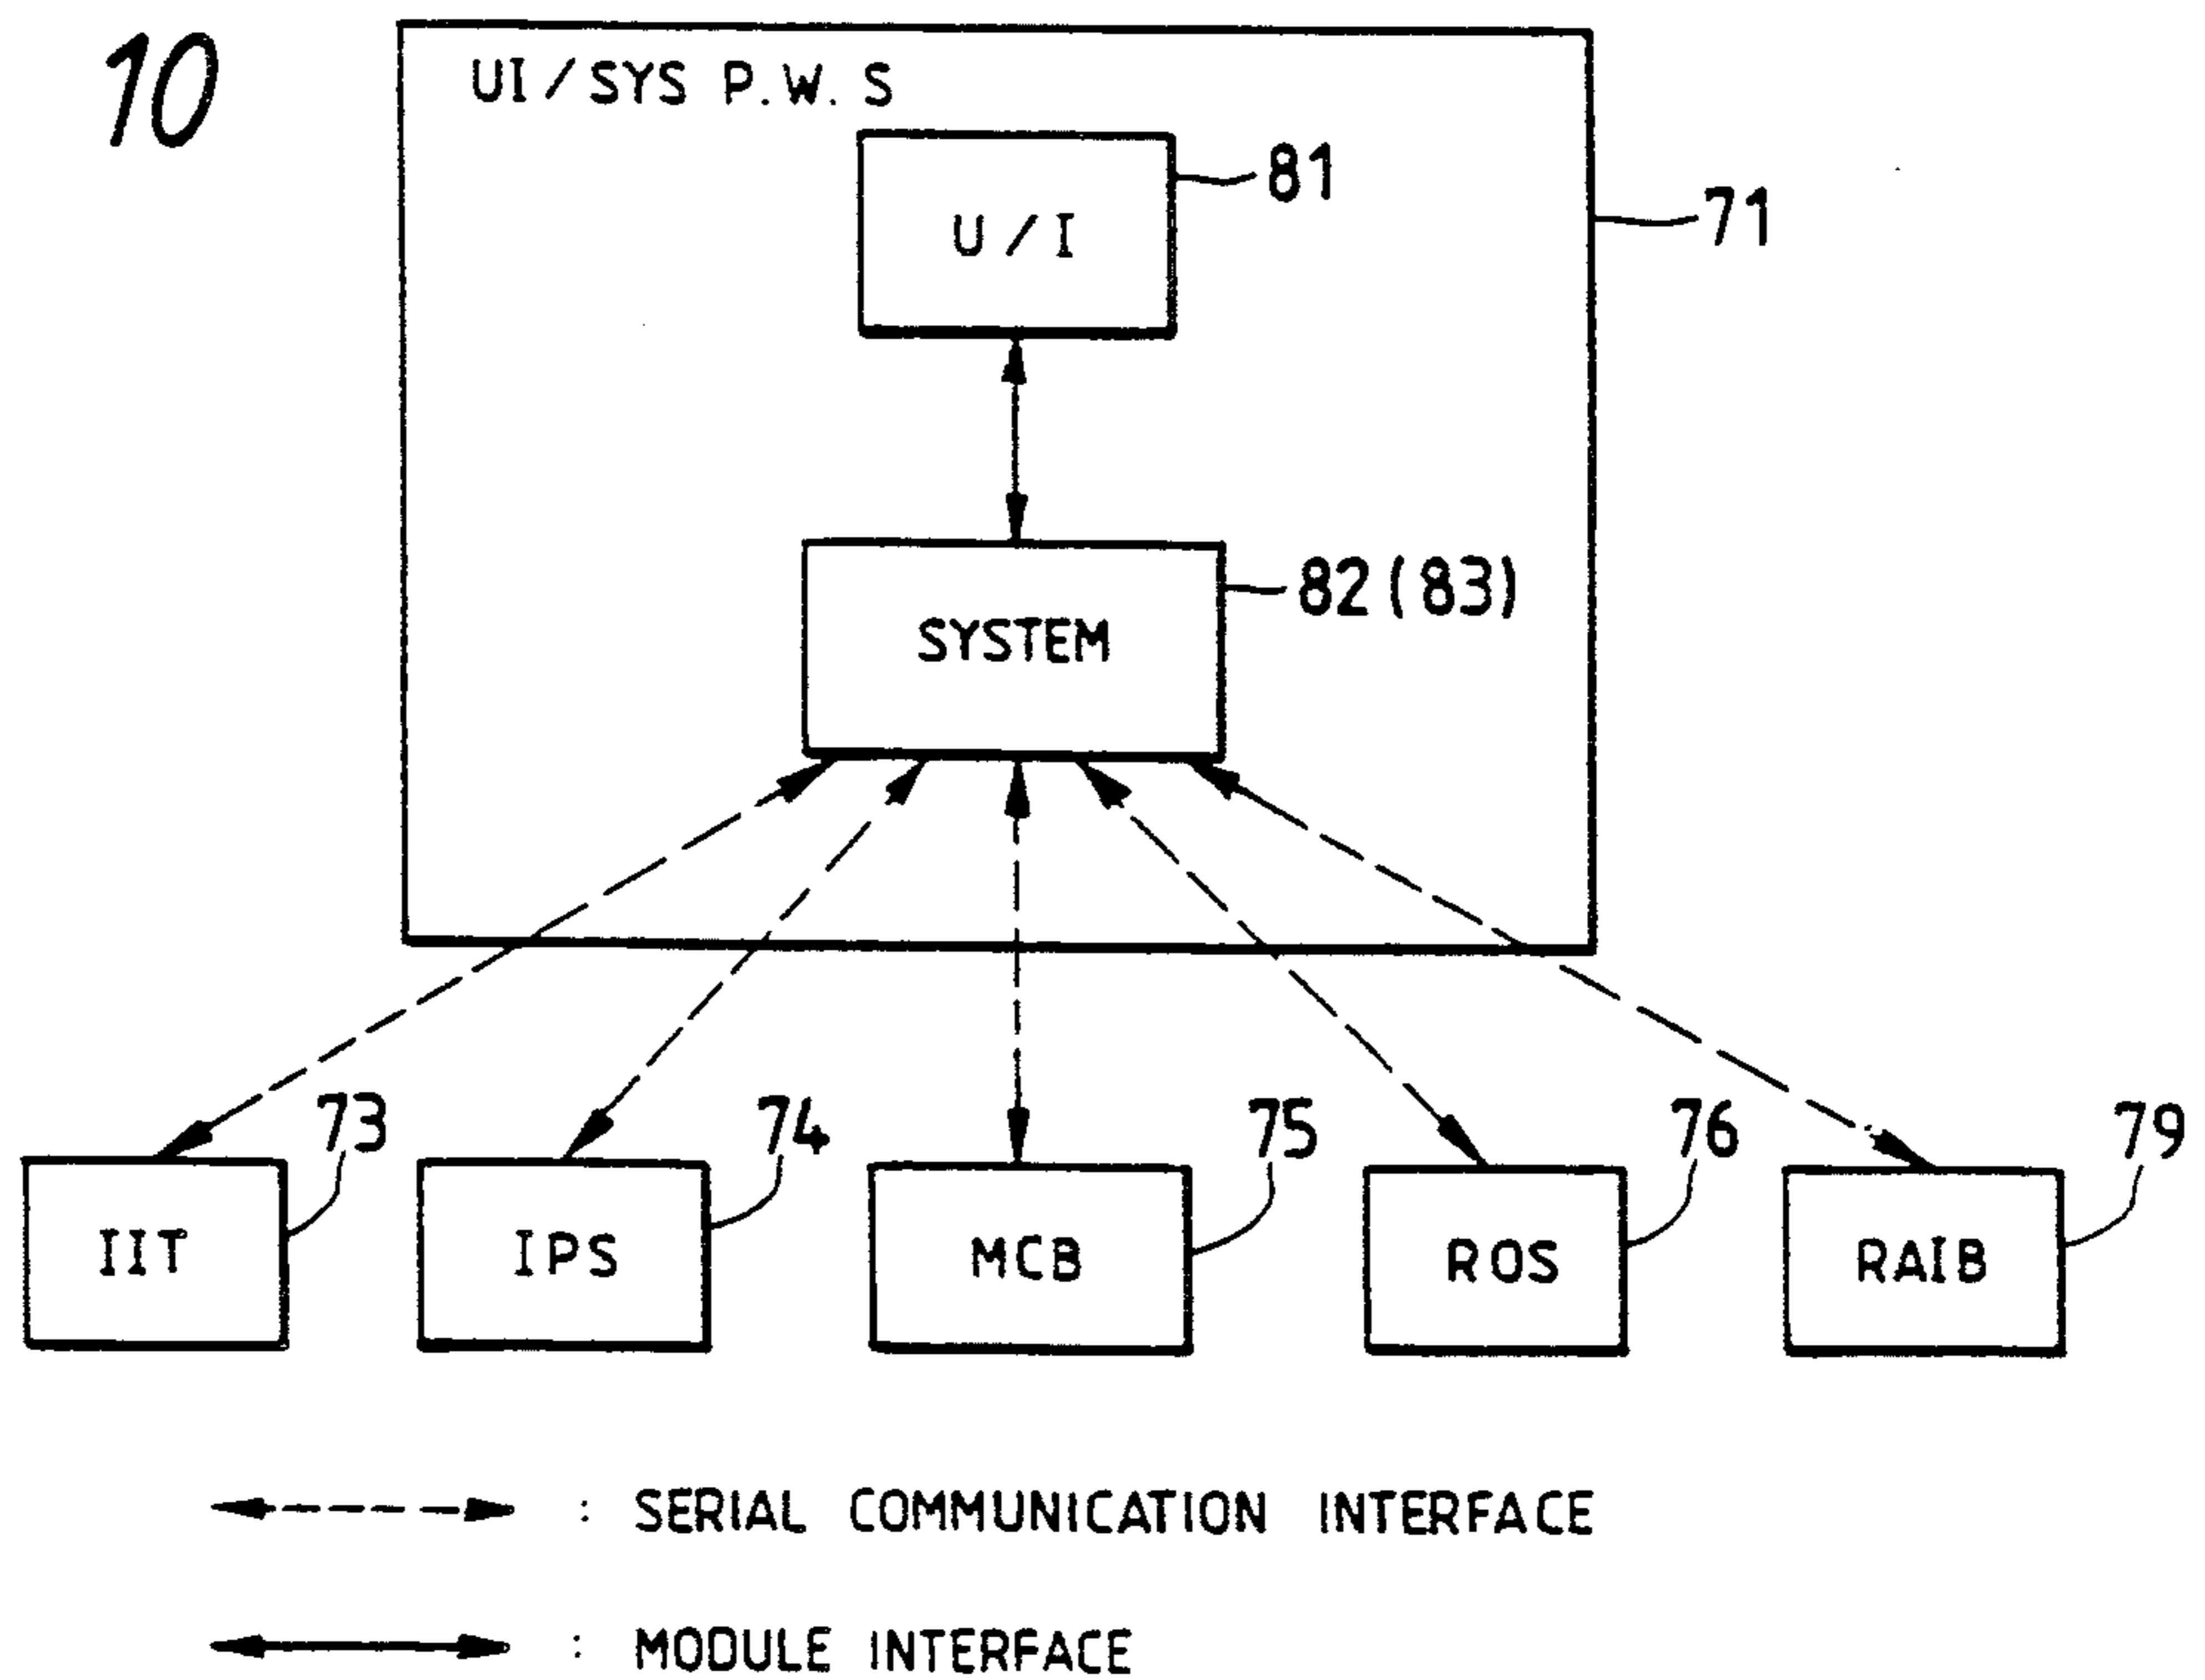 10
UI/SYS P.W.S
81
U/I
71
82(83)
SYSTEM
73
74
75
76
79
IIT
IPS
MCB
ROS
RAIB
: SERIAL COMMUNICATION INTERFACE
: MODULE INTERFACE